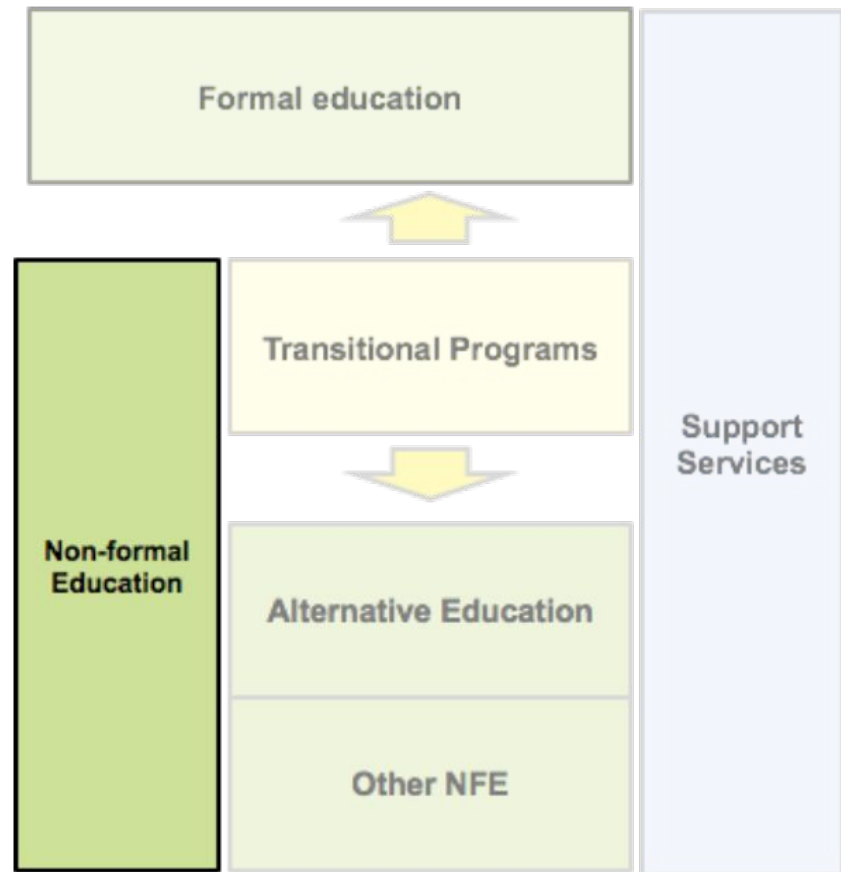 Formal education
Transitional Programs
Support
Services
Non-formal
Education
Alternative Education
Other NFE